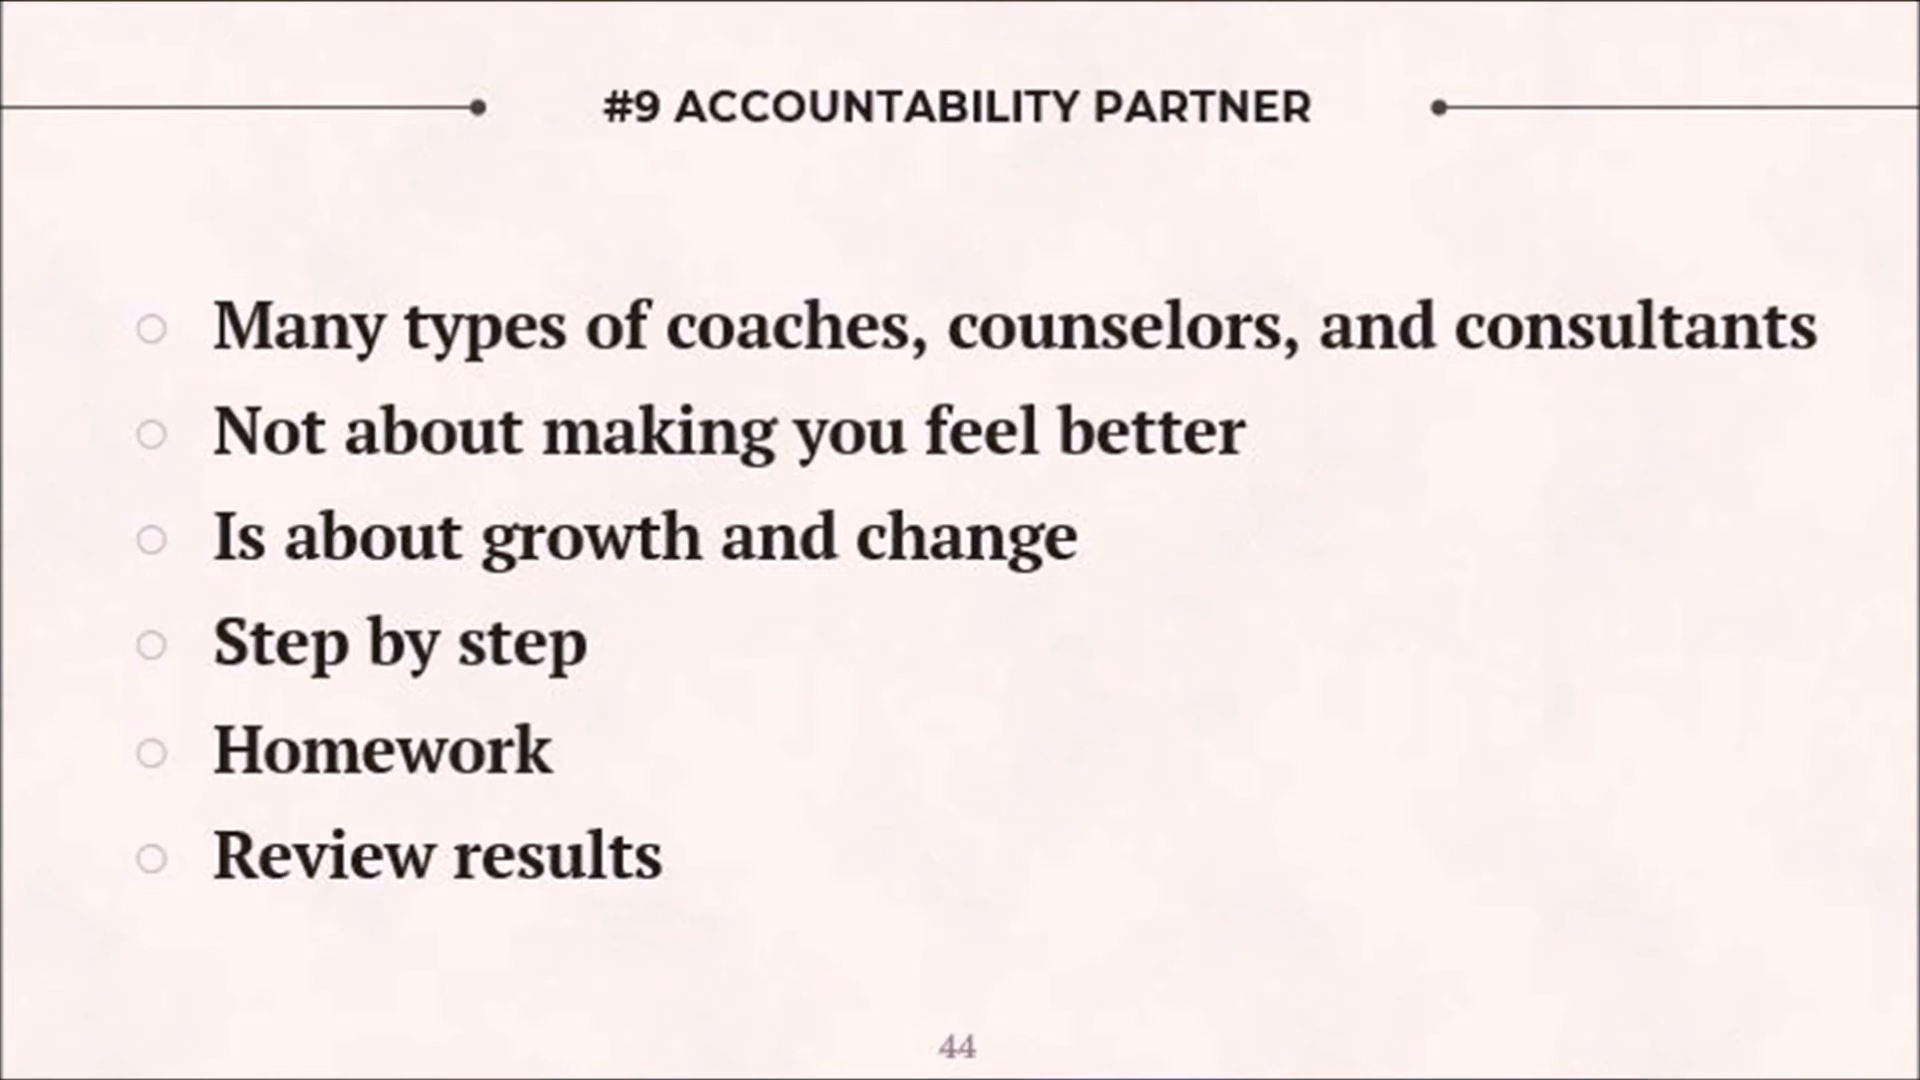 #9 ACCOUNTABILITY PARTNER
Many types of coaches, counselors, and consultants
Not about making you feel better
Is about growth and change
Step by step
Homework
Review results
44